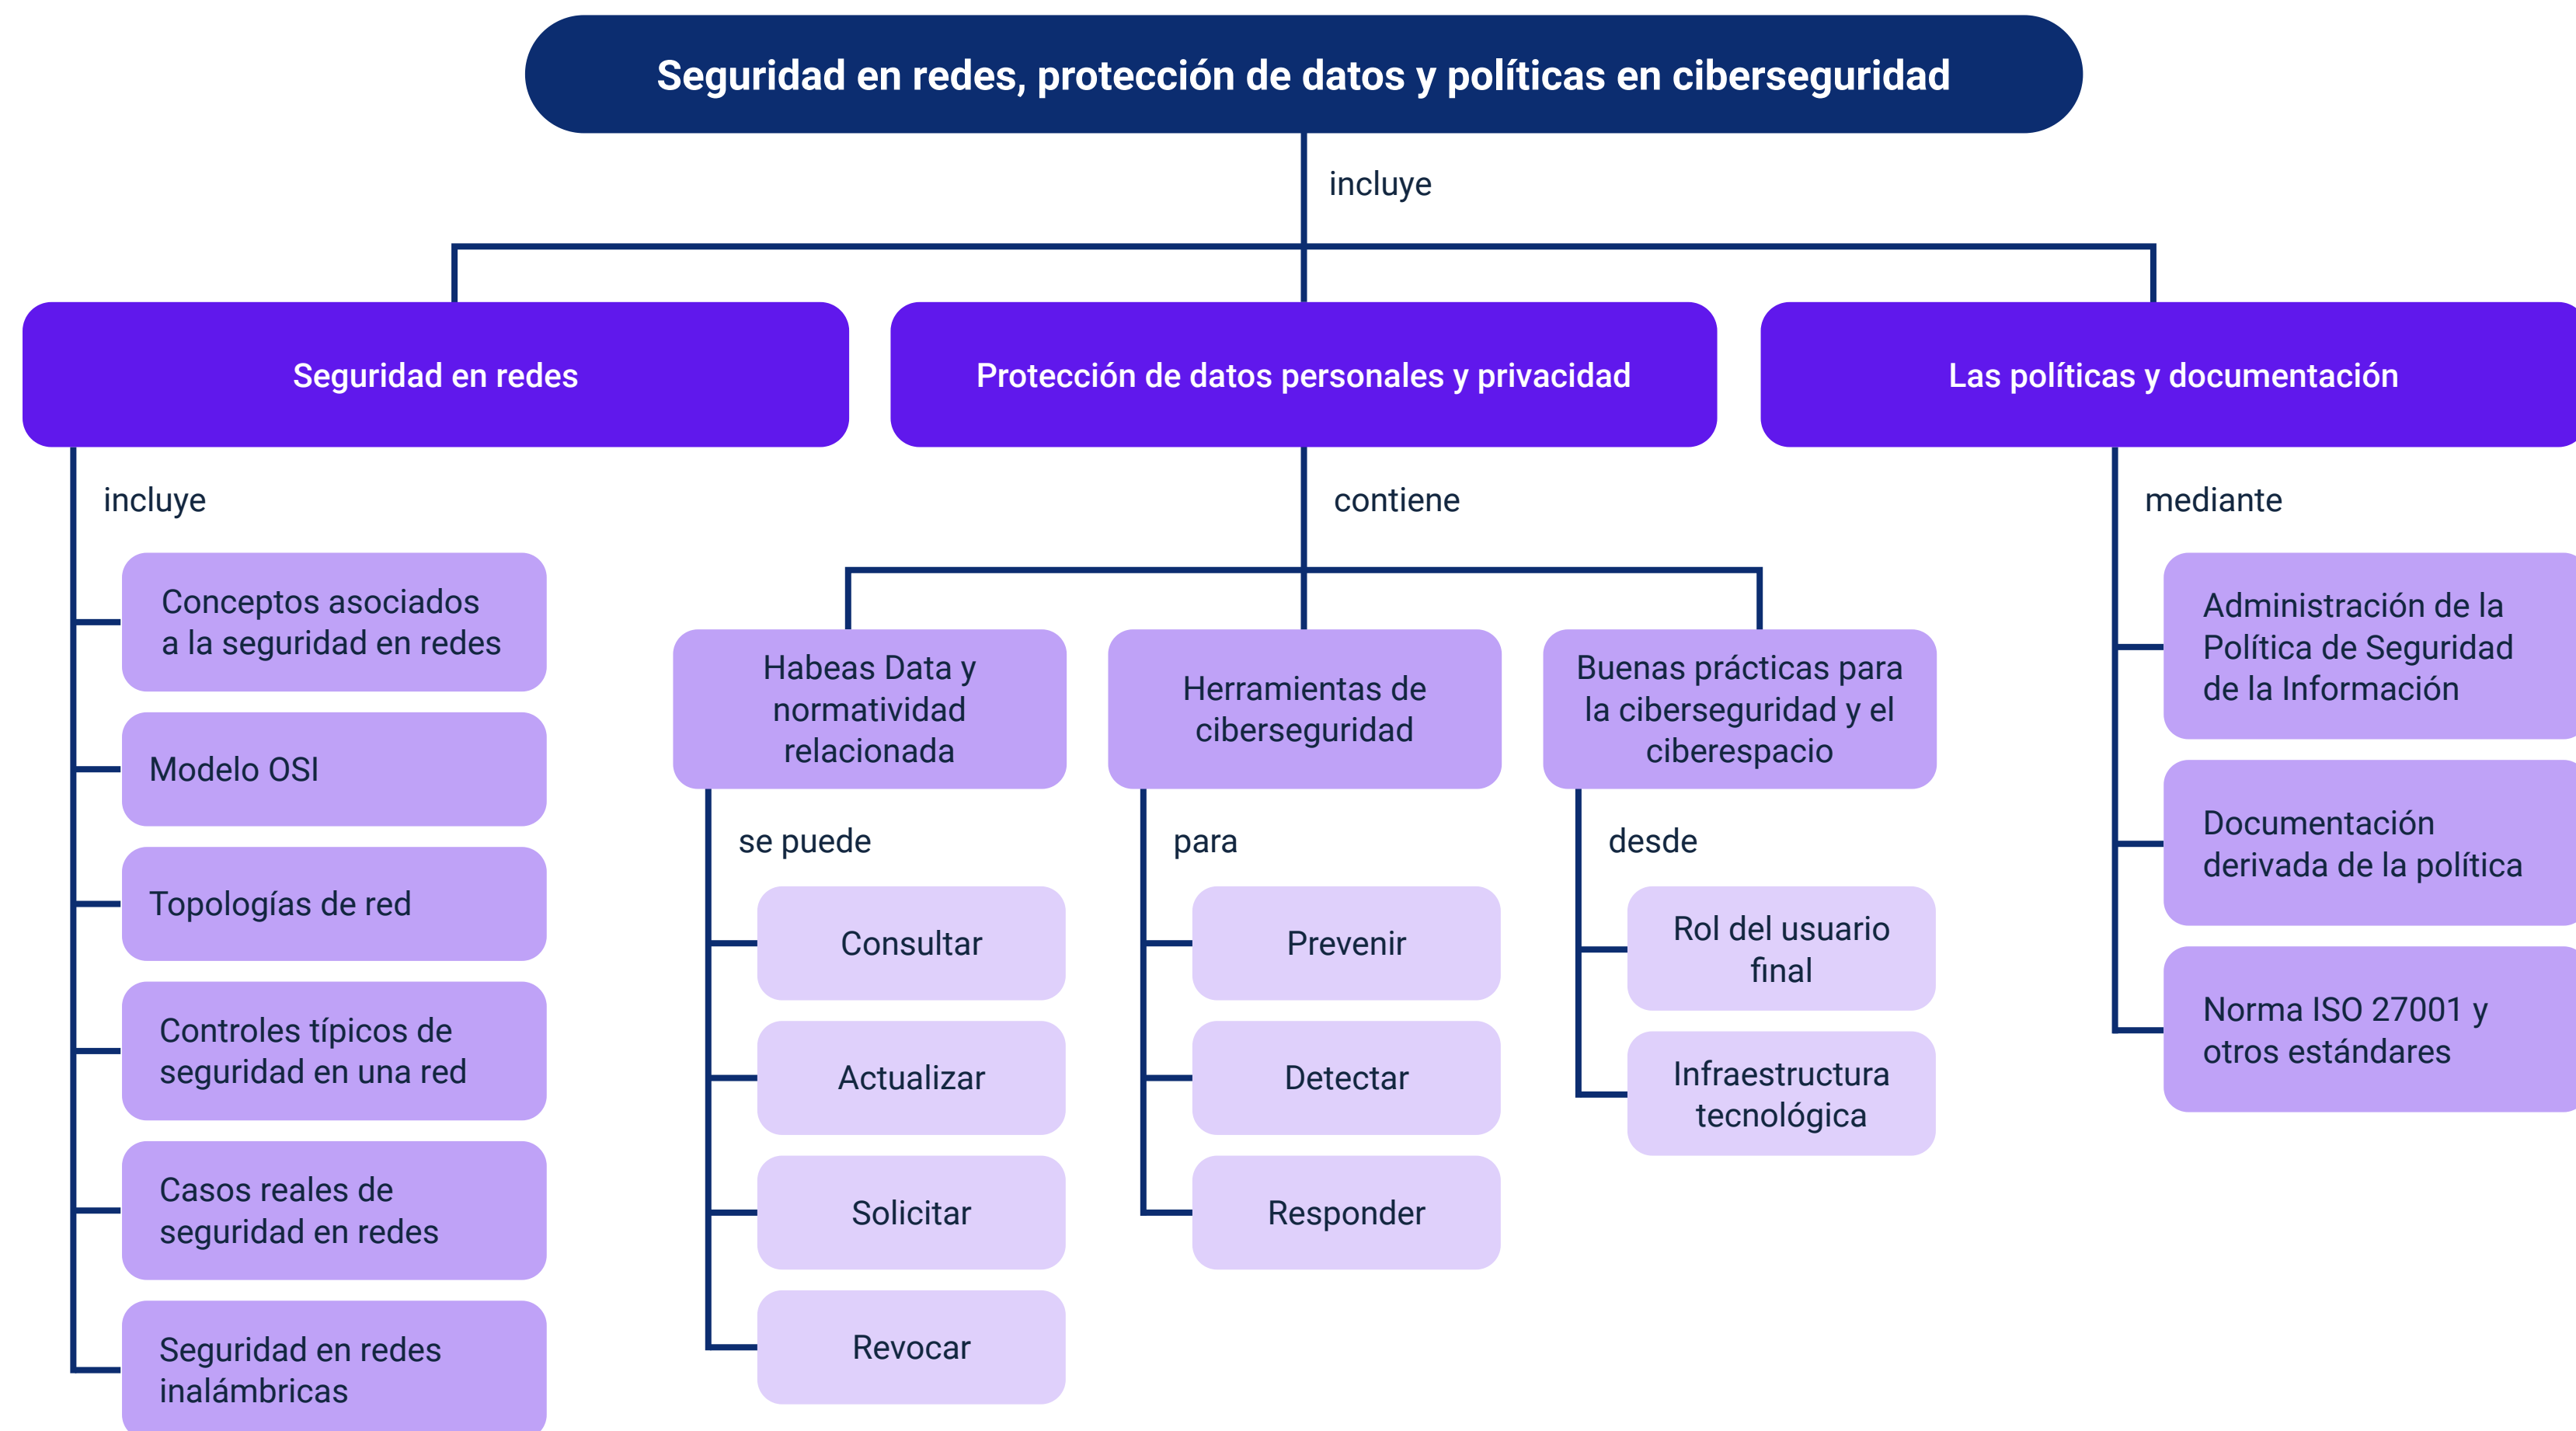 Seguridad en redes, protección de datos y políticas en ciberseguridad
incluye
Seguridad en redes
incluye
Conceptos asociados
a la seguridad en redes
Modelo OSI
Topologías de red
Controles típicos de
seguridad en una red
Casos reales de
seguridad en redes
Seguridad en redes
inalámbricas
Protección de datos personales y privacidad
contiene
Habeas Data y
normatividad
relacionada
se puede
Consultar
Actualizar
Solicitar
Revocar
Herramientas de
ciberseguridad
para
Prevenir
Detectar
Responder
Buenas prácticas para
la ciberseguridad y el
ciberespacio
desde
Rol del usuario
final
Infraestructura
tecnológica
Las políticas y documentación
mediante
Administración de la
Política de Seguridad
de la Información
Documentación
derivada de la política
Norma ISO 27001 y
otros estándares